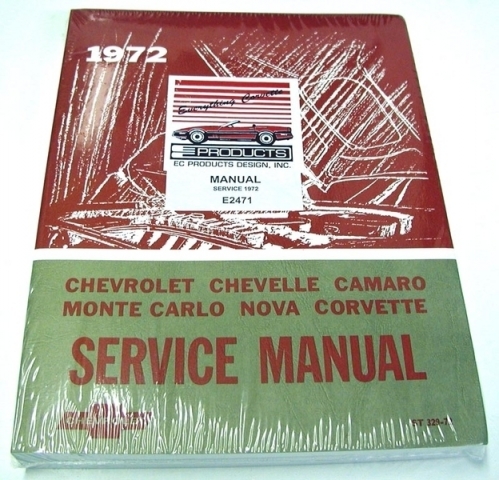 1972
Everything Corvette
EC PRODUCTS
EC PRODUCTS DESIGN, INC.
MANUAL
SERVICE 1972
E2471
CHEVROLET CHEVELLE CAMARO
MONTE CARLO NOVA CORVETTE
SERVICE MANUAL